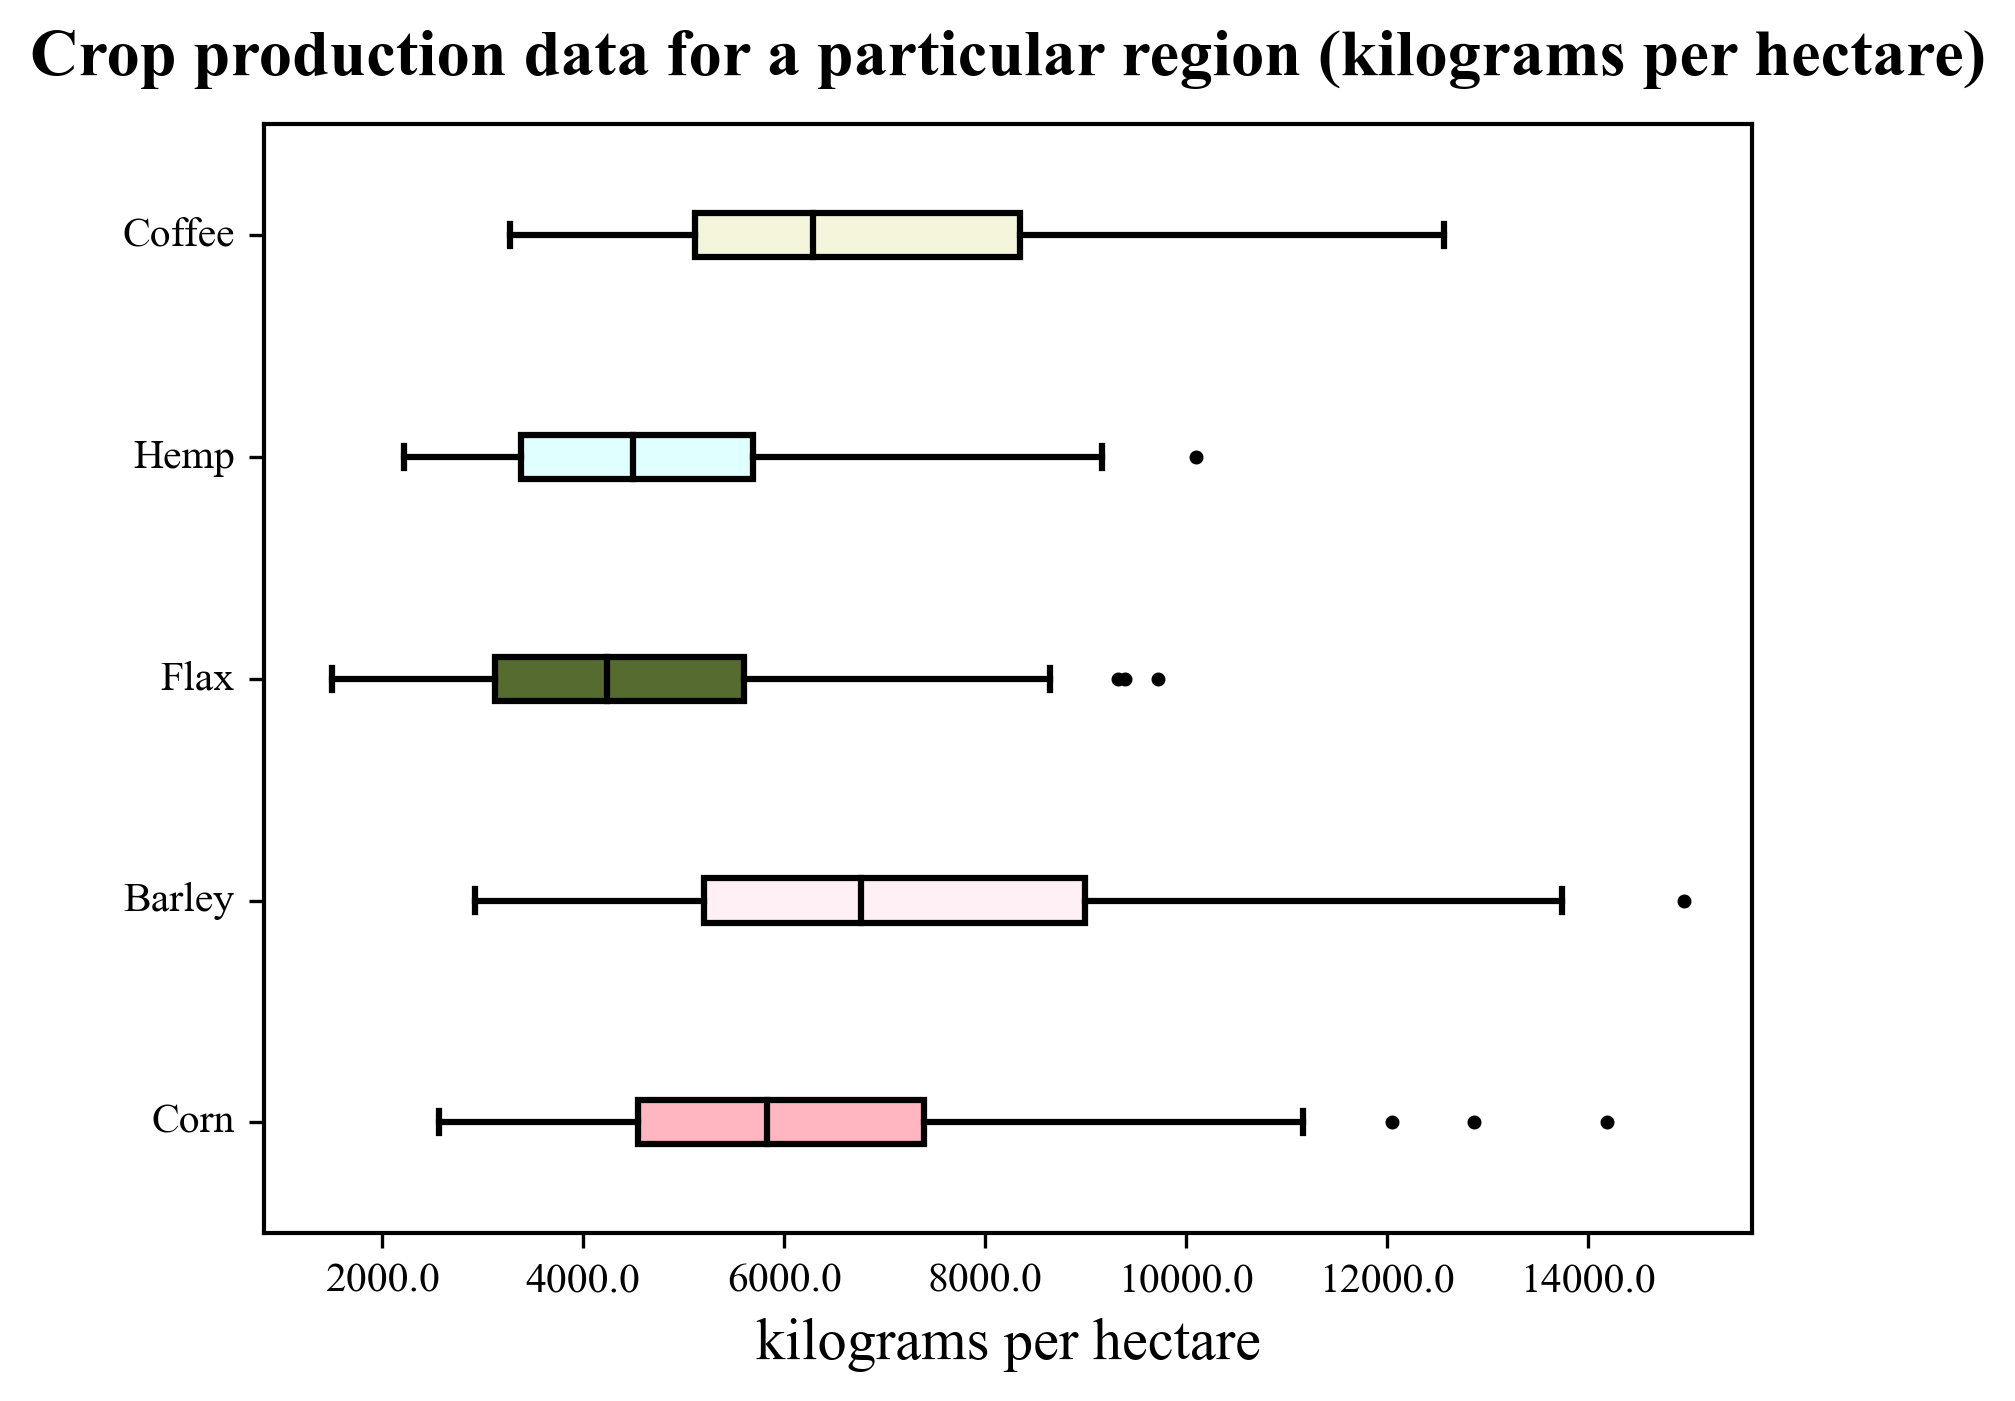 Crop production data for a particular region (kilograms per hectare)
Coffee
Hemp
Flax
Barley
Corn
2000.0 4000.0 6000.0 8000.0 10000.0 12000.0 14000.0
kilograms per hectare